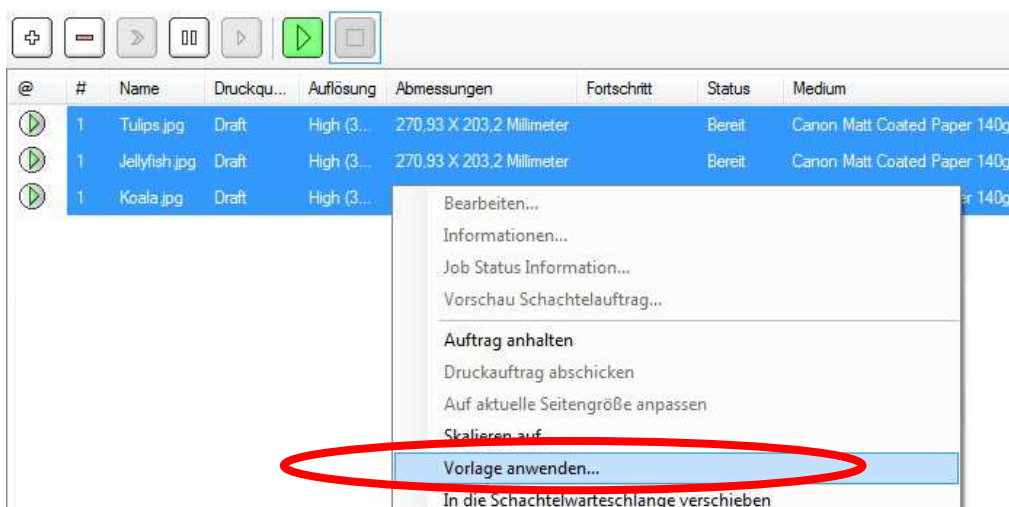 @ # Name Druckqu... Auflösung Abmessungen Fortschritt Status Medium
1 Tulips.jpg Draft High (3... 270,93 X 203,2 Millimeter Bereit Canon Matt Coated Paper 140g
1 Jellyfish.jpg Draft High (3... 270,93 X 203,2 Millimeter Bereit Canon Matt Coated Paper 140g
1 Koala.jpg Draft High (3... er 140g
Bearbeiten...
Informationen...
Job Status Information...
Vorschau Schachtelauftrag...
Auftrag anhalten
Druckauftrag abschicken
Auf aktuelle Seitengröße anpassen
Skalieren auf
Vorlage anwenden...
In die Schachtelwarteschlange verschieben